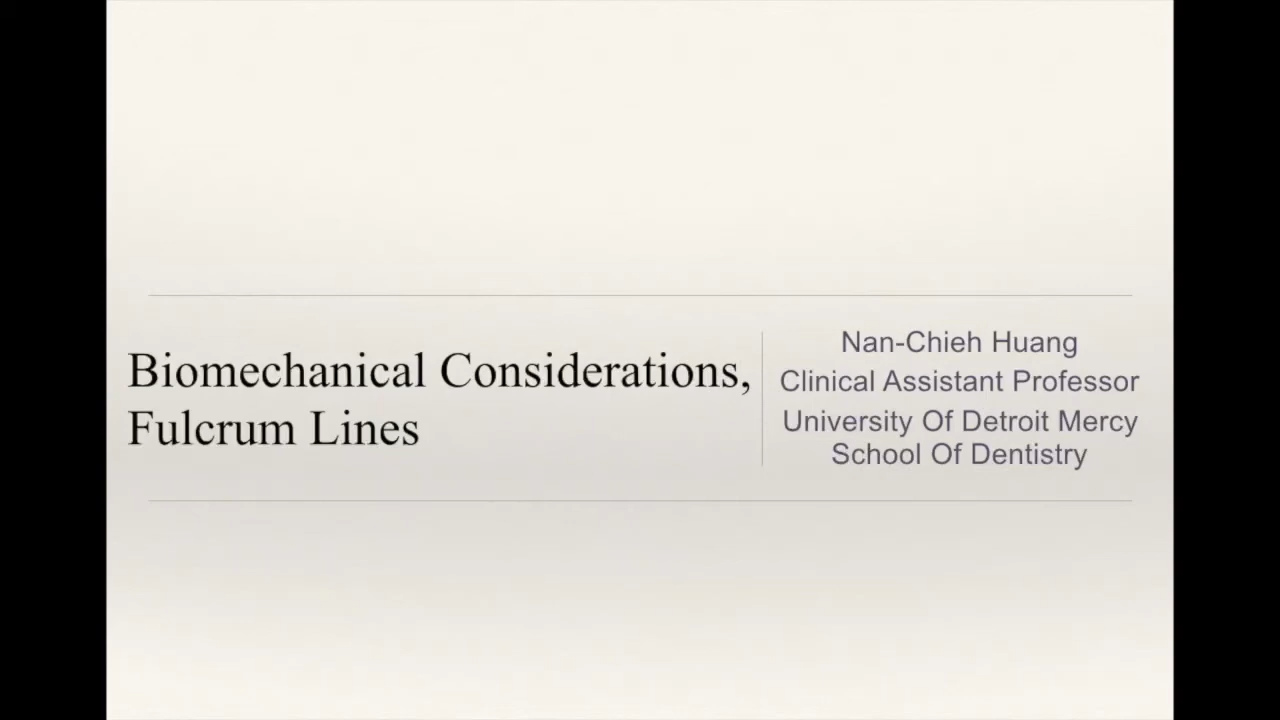 Biomechanical Considerations,
Fulcrum Lines
Nan-Chieh Huang
Clinical Assistant Professor
University Of Detroit Mercy
School Of Dentistry